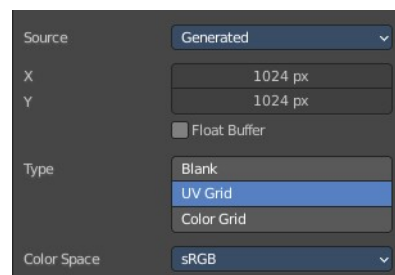 Source Generated
X 1024 px
Y 1024 px
Float Buffer
Type Blank
UV Grid
Color Grid
Color Space sRGB